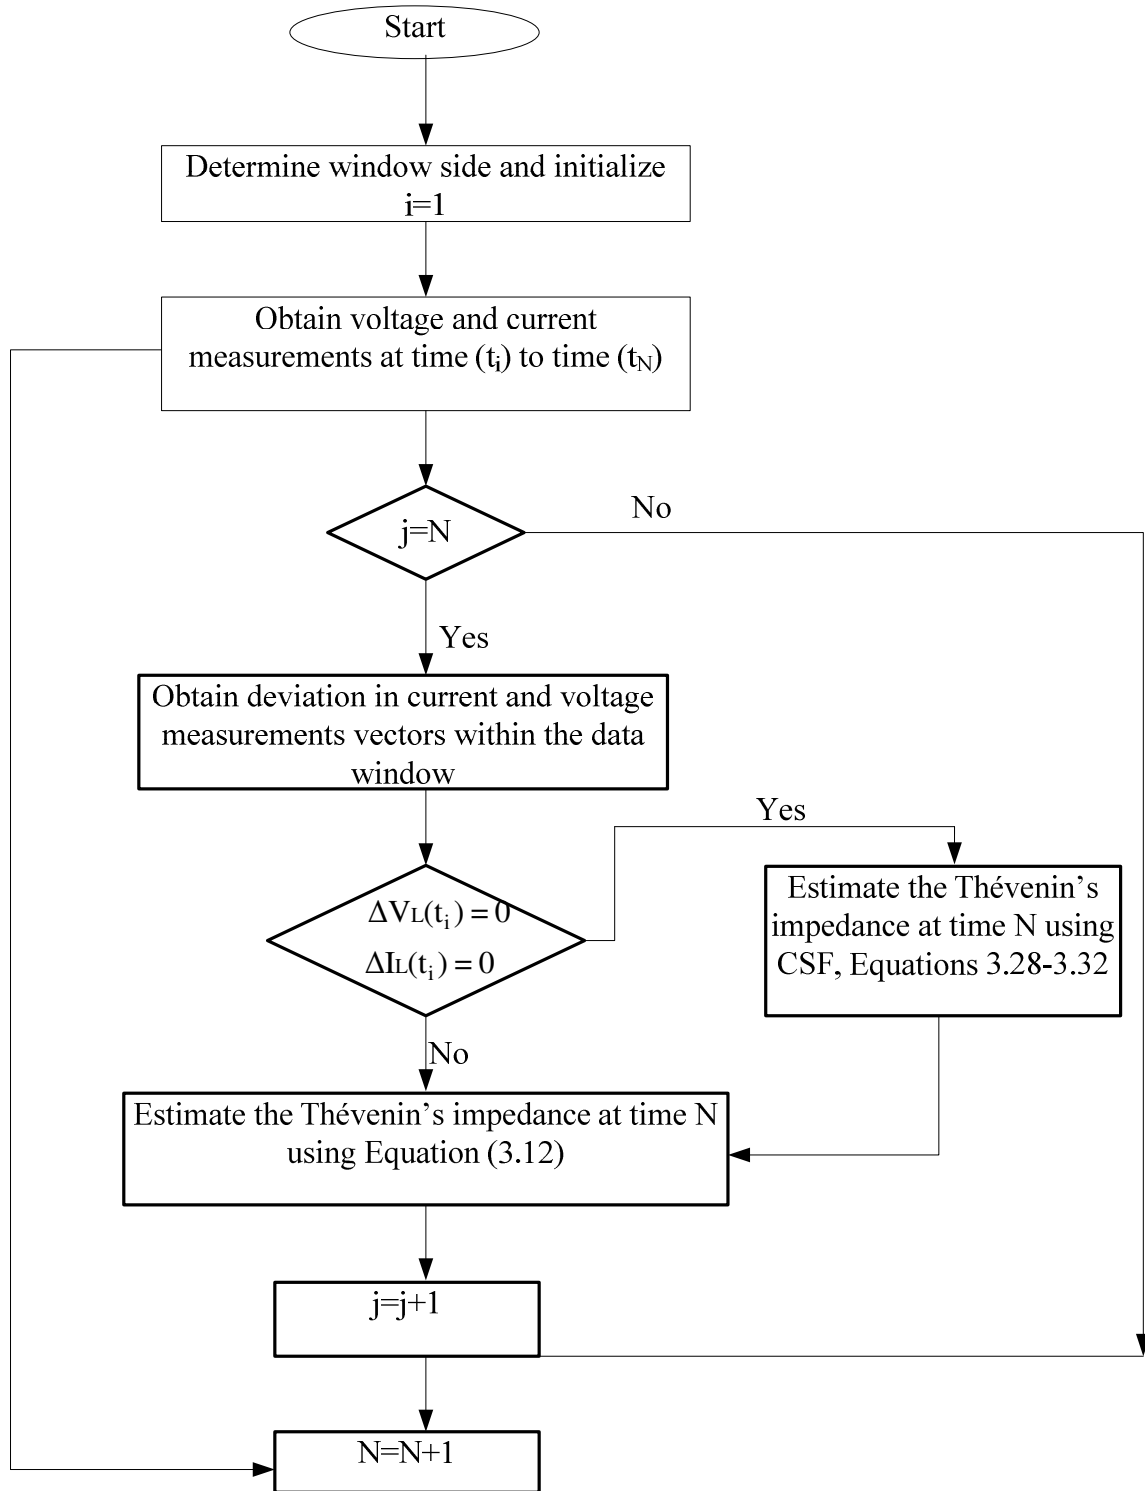 Start
Determine window side and initialize
i=1
Obtain voltage and current
measurements at time (ti) to time (tN)
No
j=N
Yes
Obtain deviation in current and voltage
measurements vectors within the data
window
Yes
Estimate the Thévenin’s
impedance at time N using
CSF, Equations 3.28-3.32
ΔVL(ti) = 0
ΔIL(ti) = 0
No
Estimate the Thévenin’s impedance at time N
using Equation (3.12)
j=j+1
N=N+1